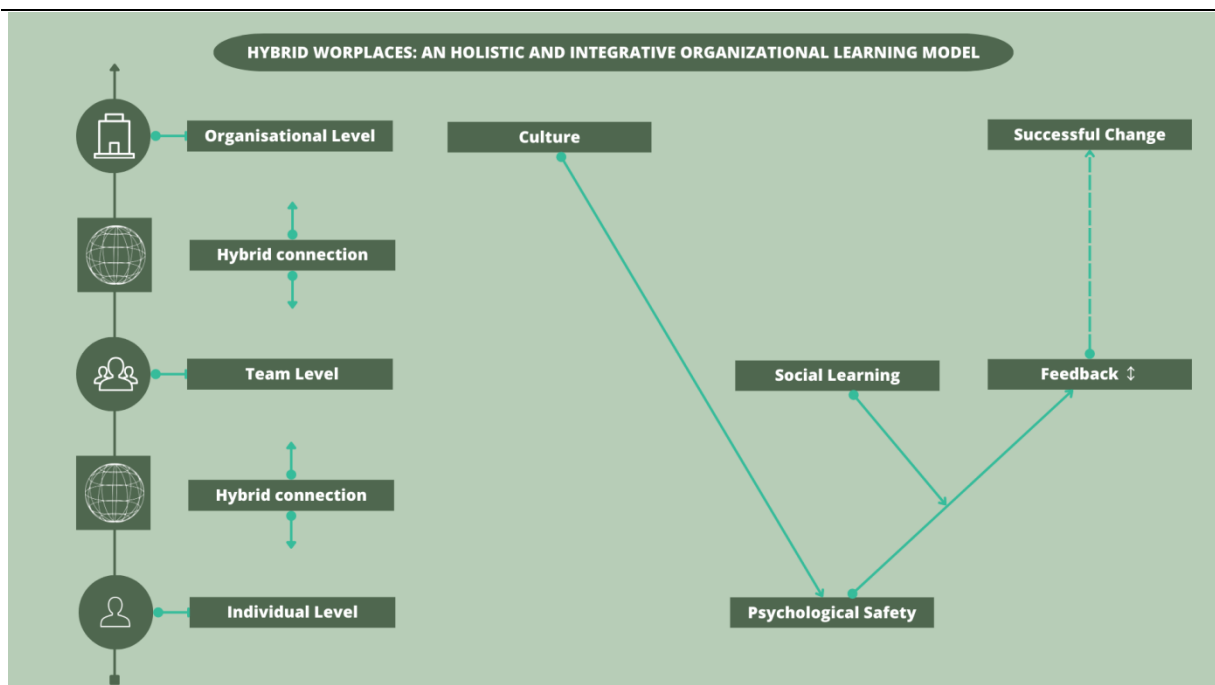 HYBRID WORPLACES: AN HOLISTIC AND INTEGRATIVE ORGANIZATIONAL LEARNING MODEL
Organisational Level
Culture
Successful Change
Hybrid connection
Team Level
Social Learning
Feedback ↕
Hybrid connection
Individual Level
Psychological Safety